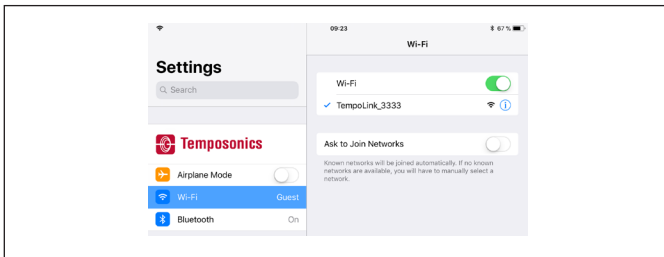 09:23
67 %
Wi-Fi
Settings
Search
Wi-Fi
TempoLink_3333
Temposonics
Ask to Join Networks
Known networks will be joined automatically. If no known
networks are available, you will have to manually select a
network.
Airplane Mode
Wi-Fi Guest
Bluetooth On